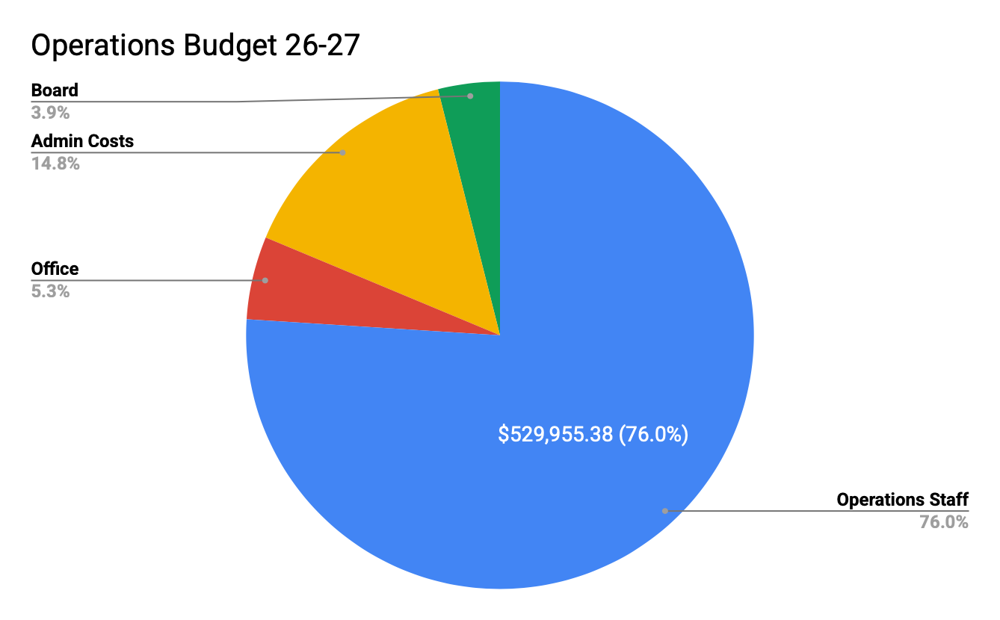 Operations Budget 26-27
Board
3.9%
Admin Costs
14.8%
Office
5.3%
$529,955.38 (76.0%)
Operations Staff
76.0%